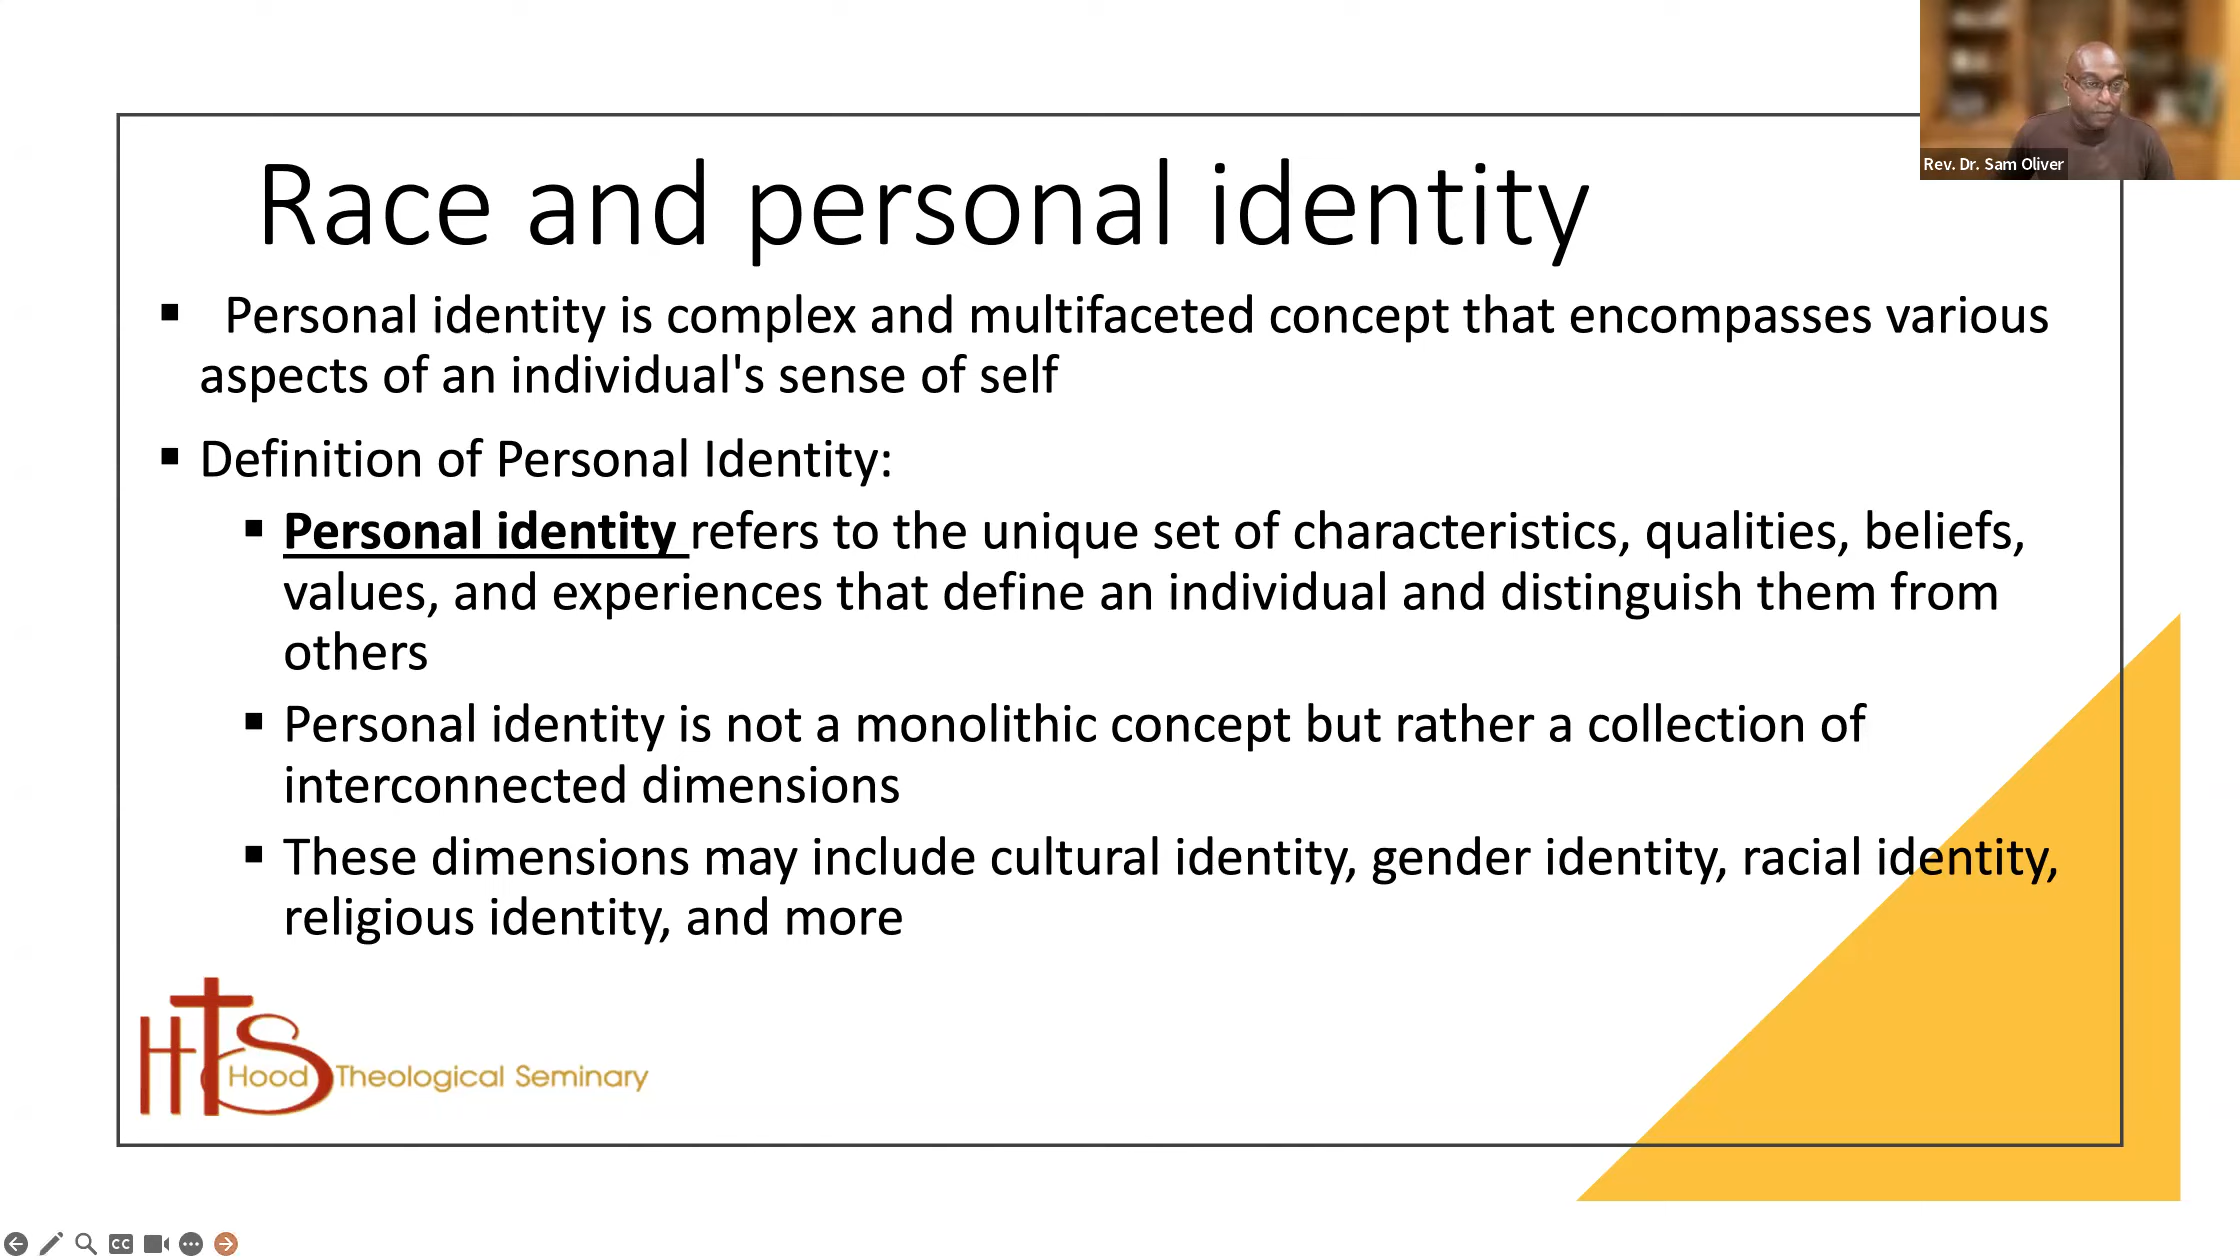 Rev. Dr. Sam Oliver
Race and personal identity
▪ Personal identity is complex and multifaceted concept that encompasses various
aspects of an individual's sense of self
▪ Definition of Personal Identity:
▪ Personal identity refers to the unique set of characteristics, qualities, beliefs,
values, and experiences that define an individual and distinguish them from
others
▪ Personal identity is not a monolithic concept but rather a collection of
interconnected dimensions
▪ These dimensions may include cultural identity, gender identity, racial identity,
religious identity, and more
HTS
Hood Theological Seminary
CC